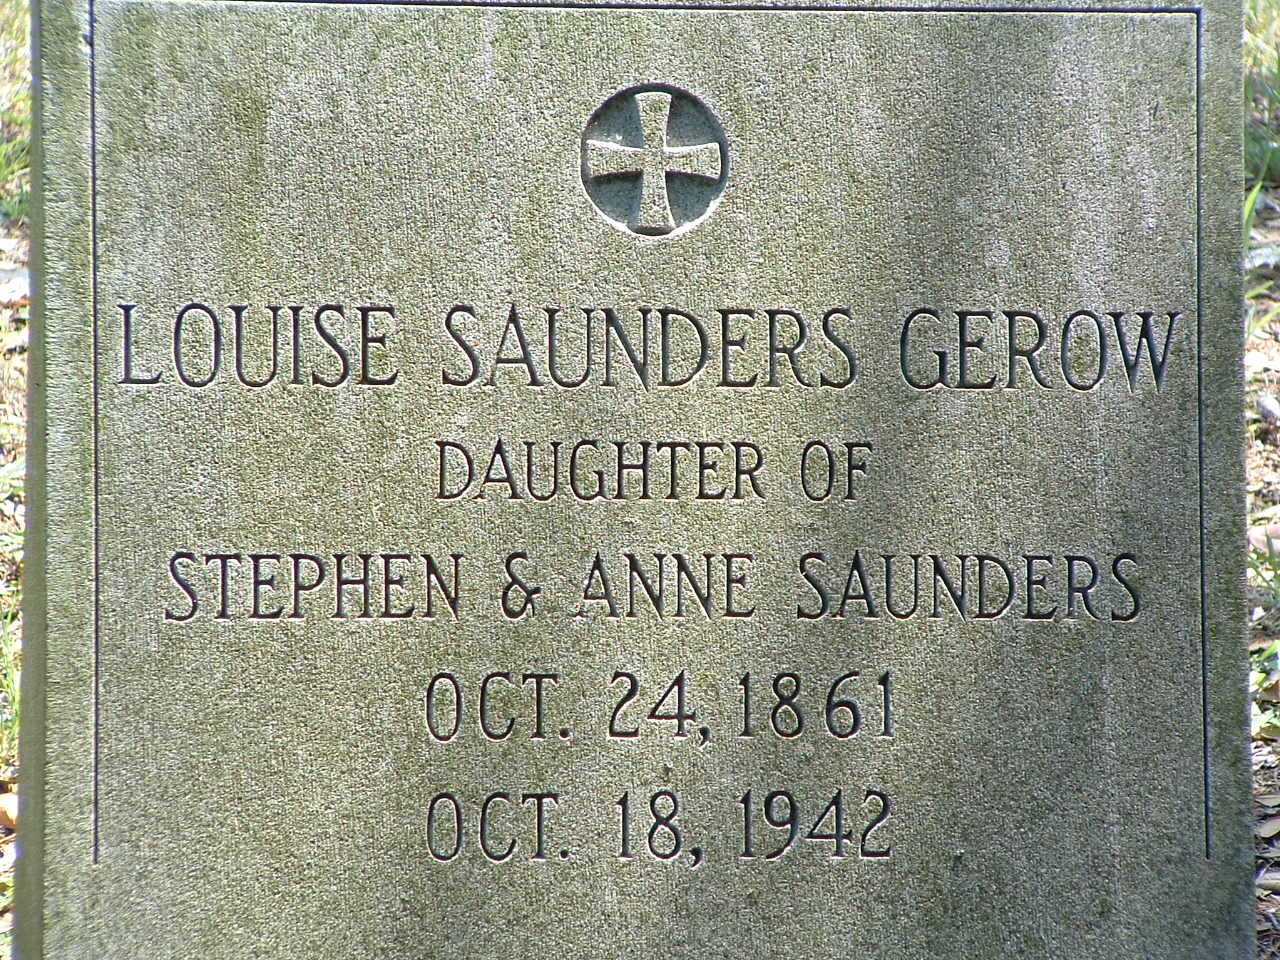 LOUISE SAUNDERS GEROW
DAUGHTER OF
STEPHEN & ANNE SAUNDERS
OCT. 24, 1861
OCT. 18, 1942